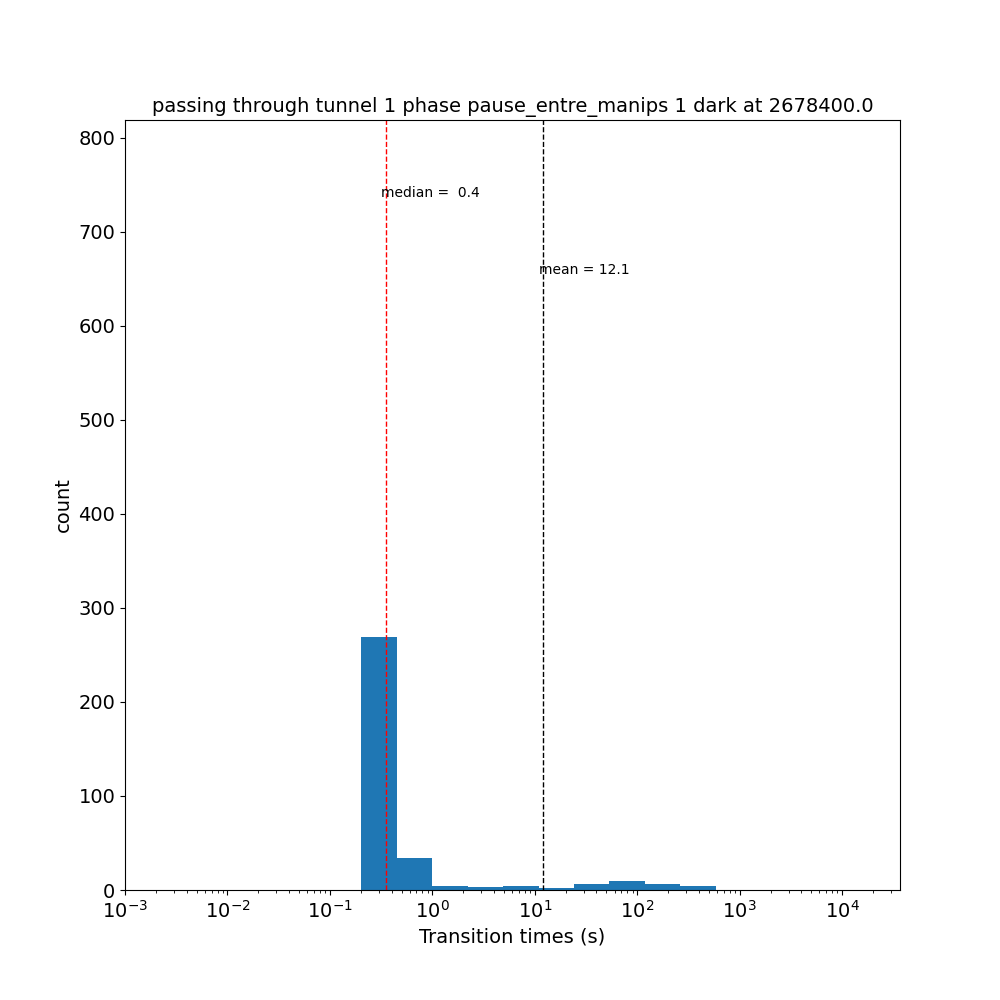 passing through tunnel 1 phase pause_entre_manips 1 dark at 2678400.0
800
median =  0.4
700
mean = 12.1
600
500
400
300
200
100
0
count
10⁻³ 10⁻² 10⁻¹ 10⁰ 10¹ 10² 10³ 10⁴
Transition times (s)